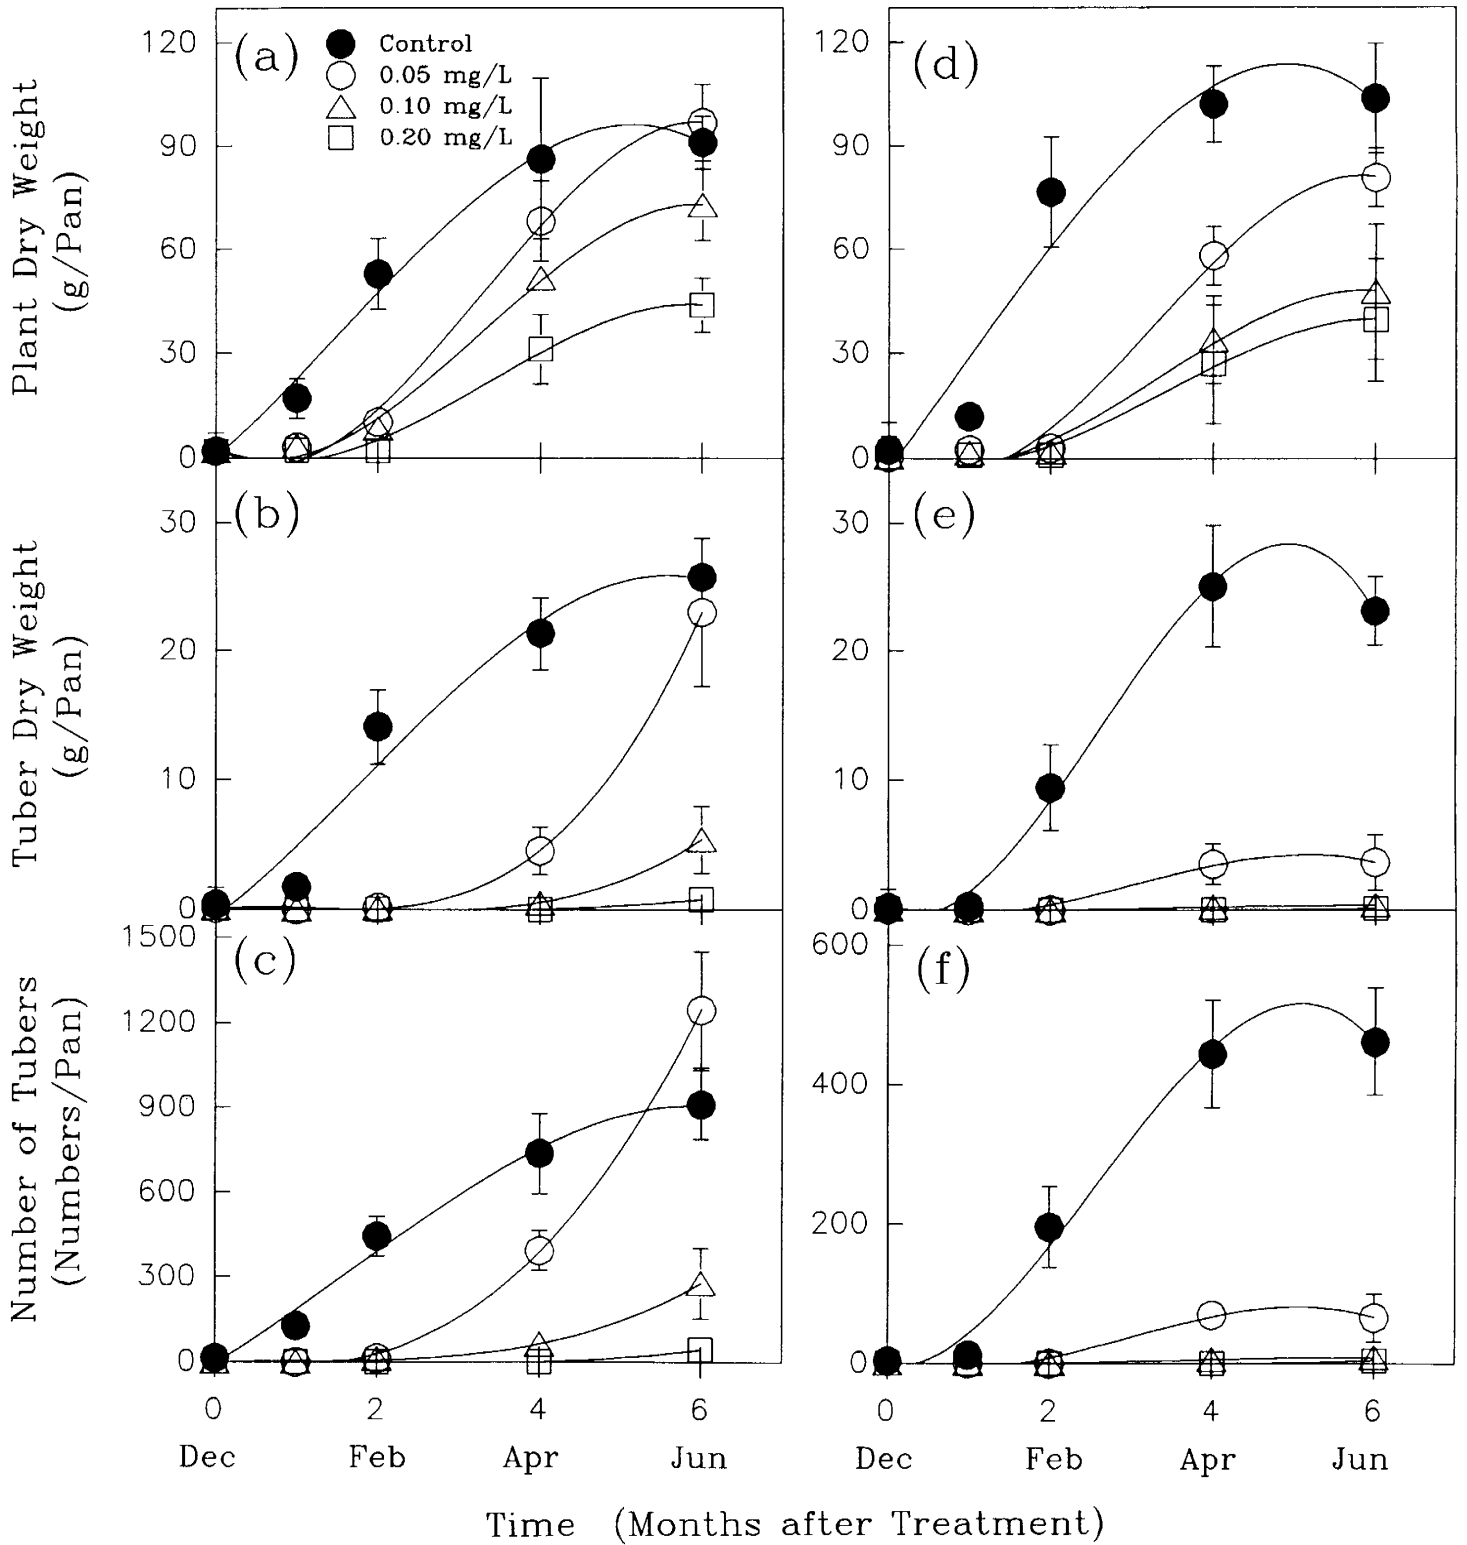 Plant Dry Weight
(g/Pan)
120
90
60
30
0
(a)
Control
0.05 mg/L
0.10 mg/L
0.20 mg/L
120
90
60
30
0
(d)
Tuber Dry Weight
(g/Pan)
30
20
10
0
(b)
30
20
10
0
(e)
Number of Tubers
(Numbers/Pan)
1500
1200
900
600
300
0
(c)
600
400
200
0
(f)
0 2 4 6
0 2 4 6
Dec Feb Apr Jun
Dec Feb Apr Jun
Time (Months after Treatment)